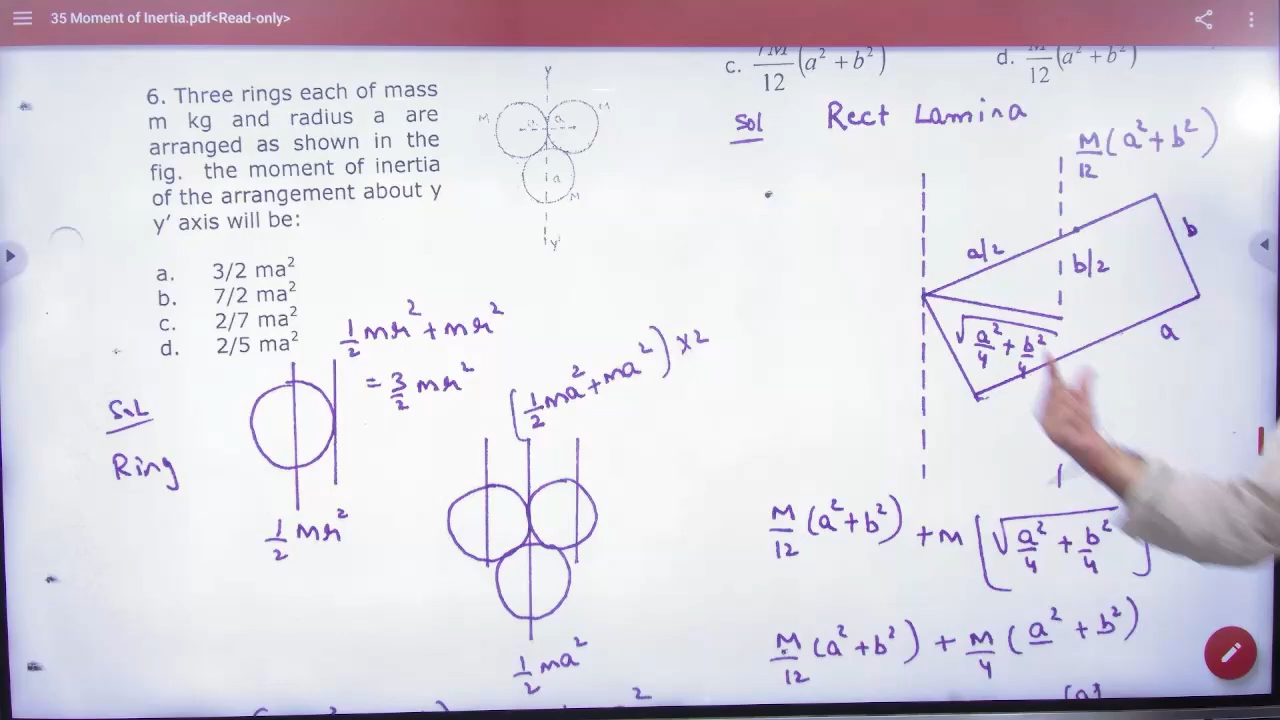 35 Moment of Inertia.pdf<Read-only>
6. Three rings each of mass
m kg and radius a are
arranged as shown in the
fig. the moment of inertia
of the arrangement about y
y' axis will be:
a. 3/2 ma²
b. 7/2 ma²
c. 2/7 ma²
d. 2/5 ma²
y
M
M
a
a
a
M
y'
Sol
Ring
½ mr²
½ mr² + mr²
= 3/2 mr²
(½ ma² + ma²) × 2
½ ma²
c. /12 (a² + b²)
d. /12 (a² + b²)
Sol Rect Lamina
M/12 (a² + b²)
a/2
b
b/2
√a²/4 + b²/4
a
M/12 (a² + b²) + M [√a²/4 + b²/4
M/12 (a² + b²) + M/4 (a² + b²)
2